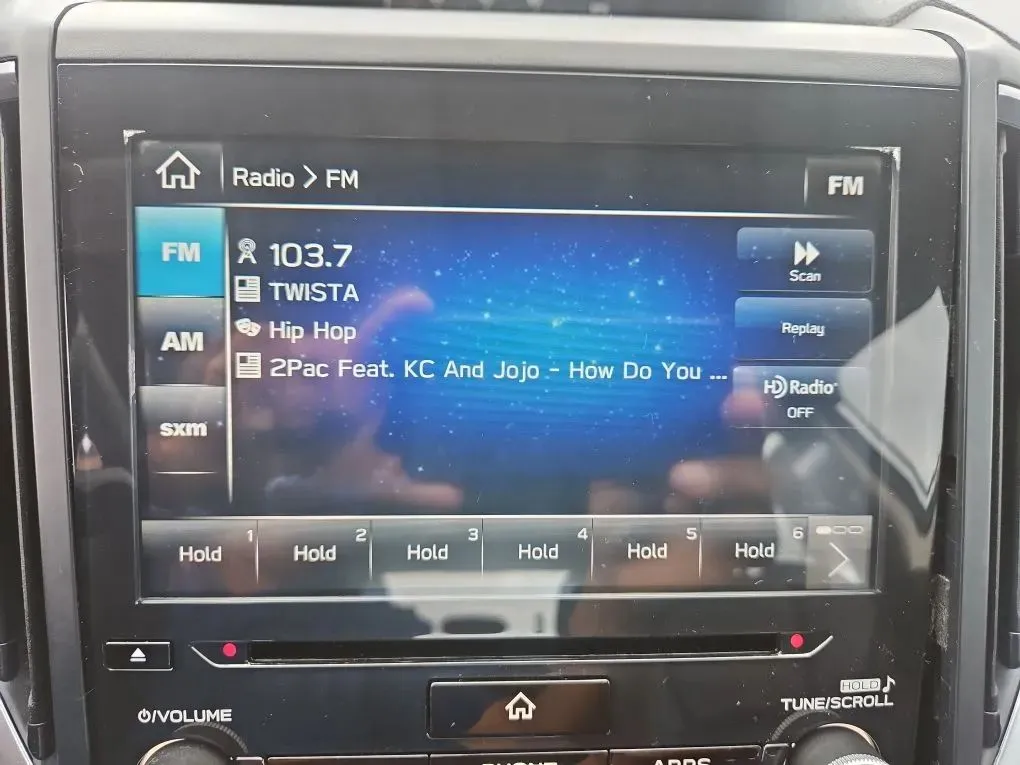 Radio > FM
FM
FM
AM
sxm
103.7
TWISTA
Hip Hop
2Pac Feat. KC And Jojo - How Do You ...
Scan
Replay
HD Radio
OFF
Hold 1
Hold 2
Hold 3
Hold 4
Hold 5
Hold 6
/VOLUME
HOLD
TUNE/SCROLL
PHONE
APPS